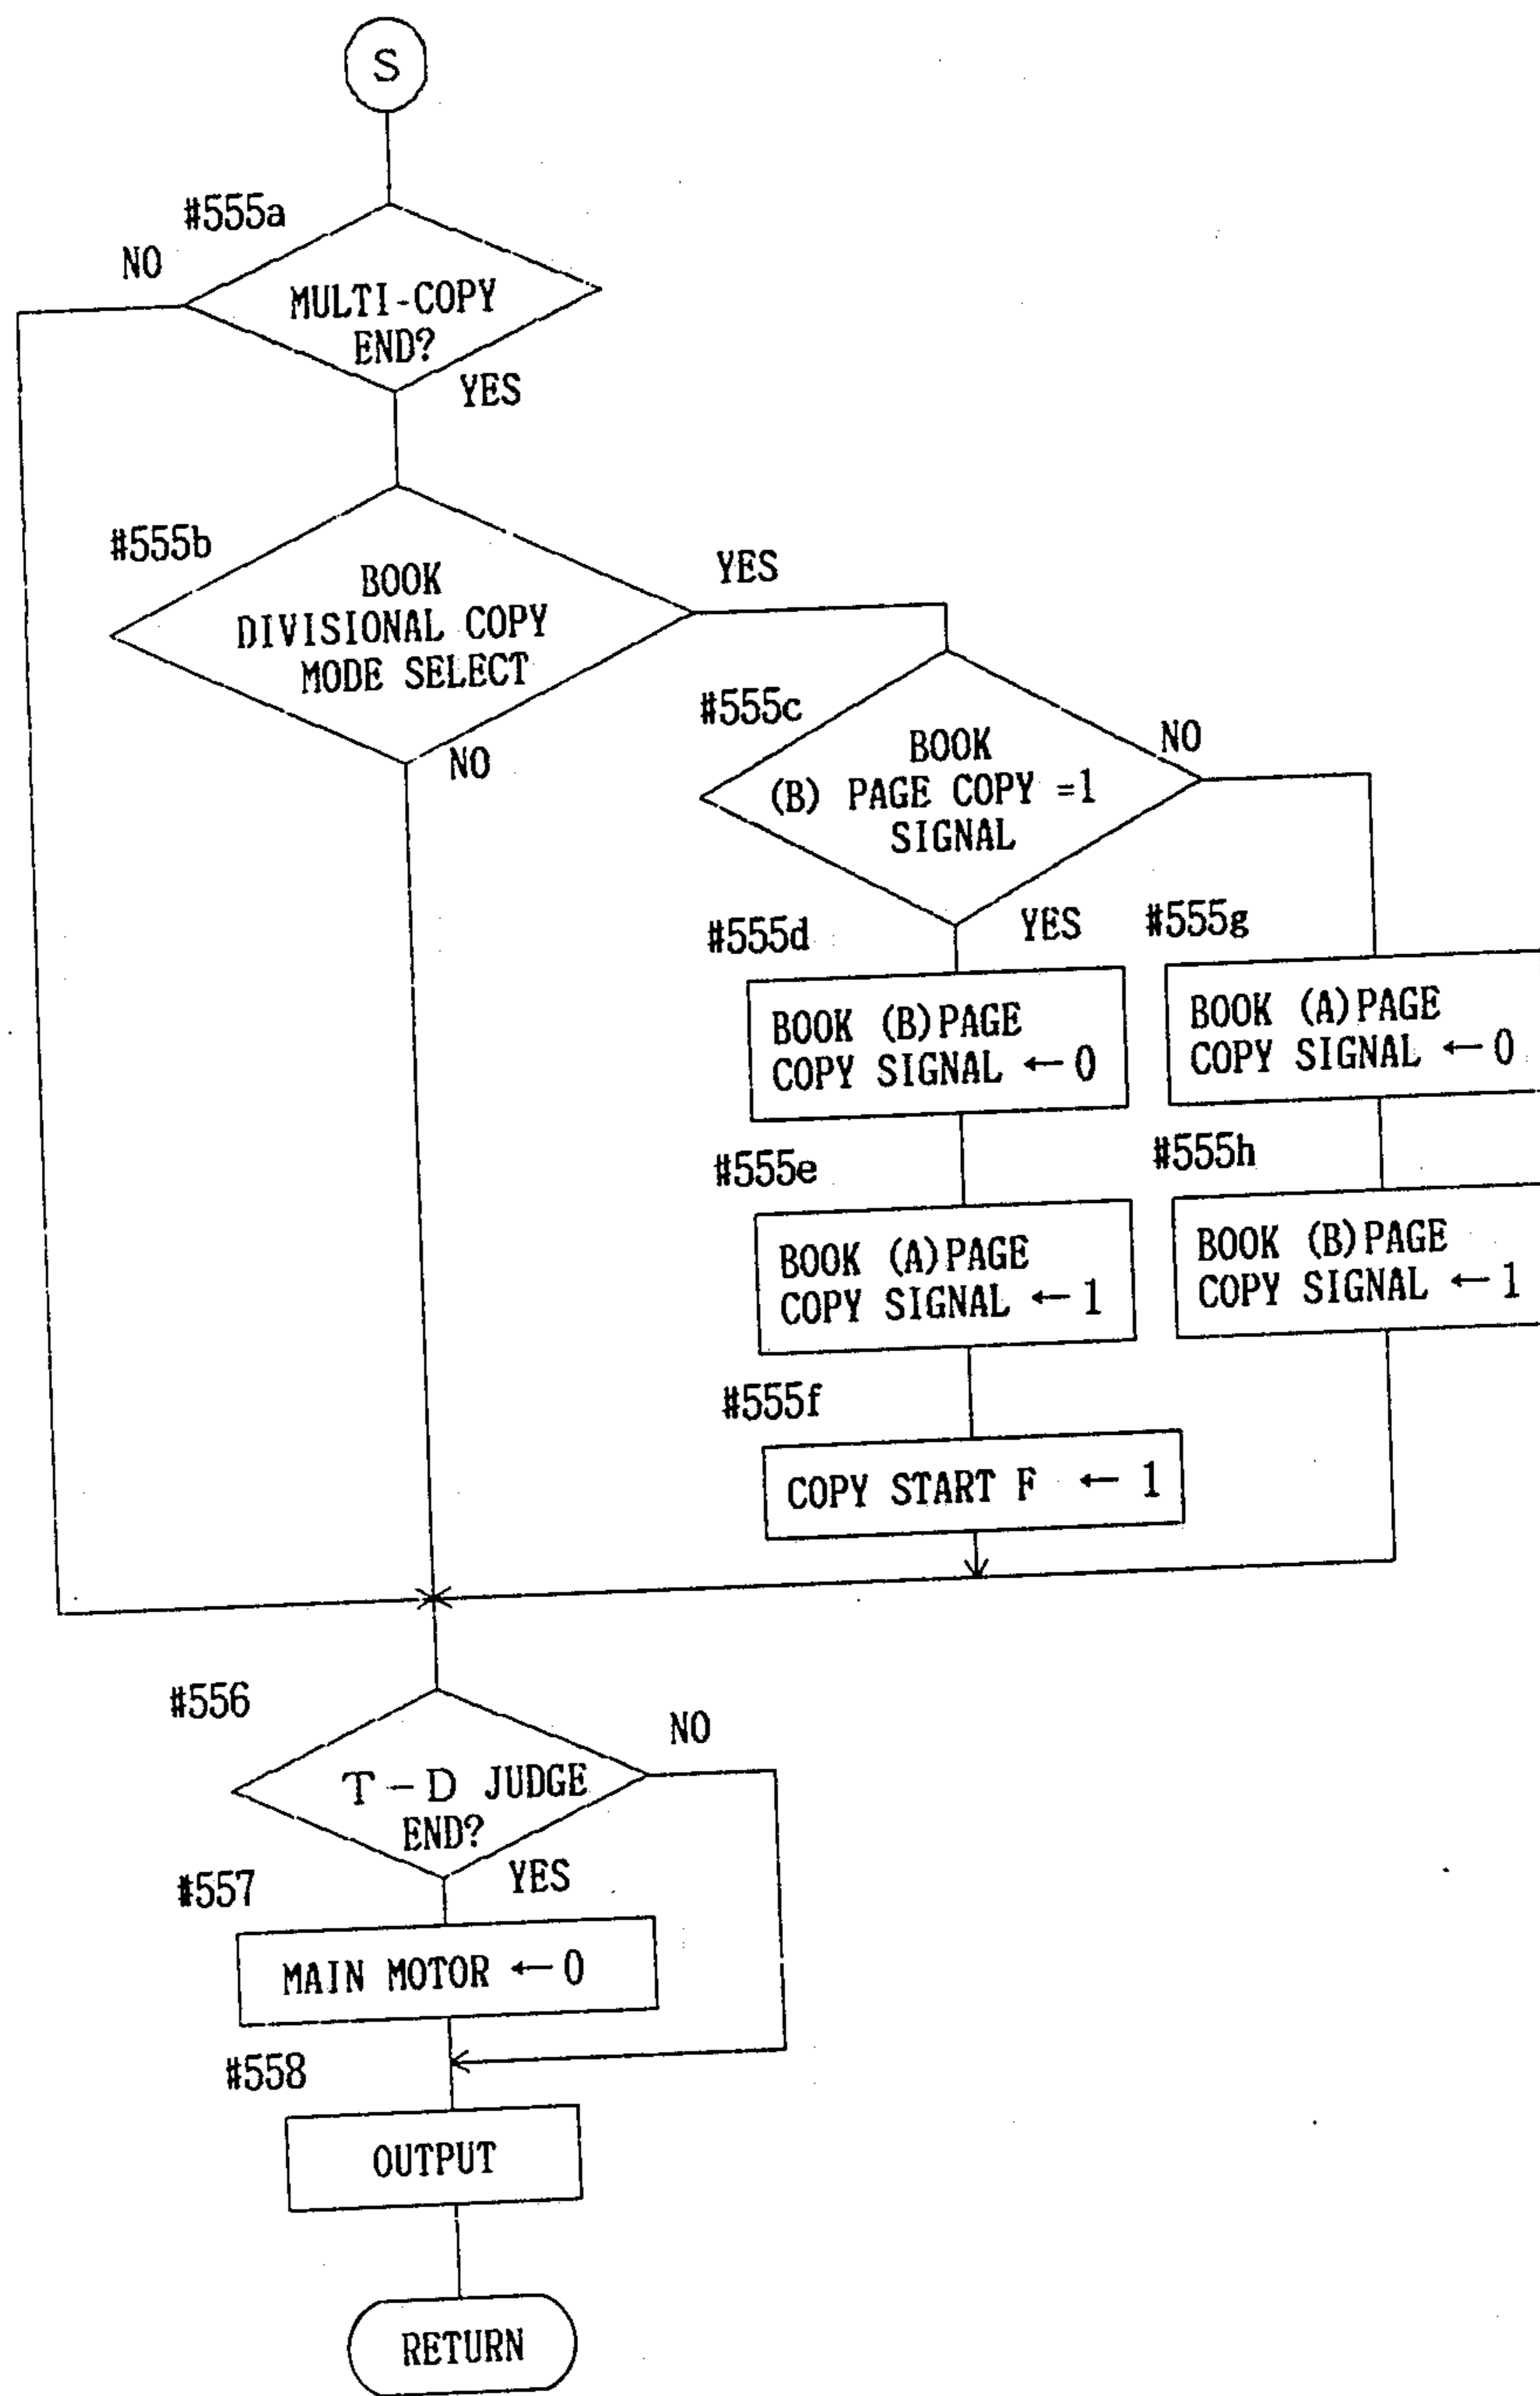 S
#555a
NO
MULTI-COPY
END?
YES
#555b
BOOK
DIVISIONAL COPY
MODE SELECT
YES
NO
#555c
BOOK
(B) PAGE COPY =1
SIGNAL
NO
YES
#555d
BOOK (B)PAGE
COPY SIGNAL ← 0
#555g
BOOK (A)PAGE
COPY SIGNAL ← 0
#555e
BOOK (A)PAGE
COPY SIGNAL ← 1
#555h
BOOK (B)PAGE
COPY SIGNAL ← 1
#555f
COPY START F ← 1
#556
T-D JUDGE
END?
NO
YES
#557
MAIN MOTOR ← 0
#558
OUTPUT
RETURN